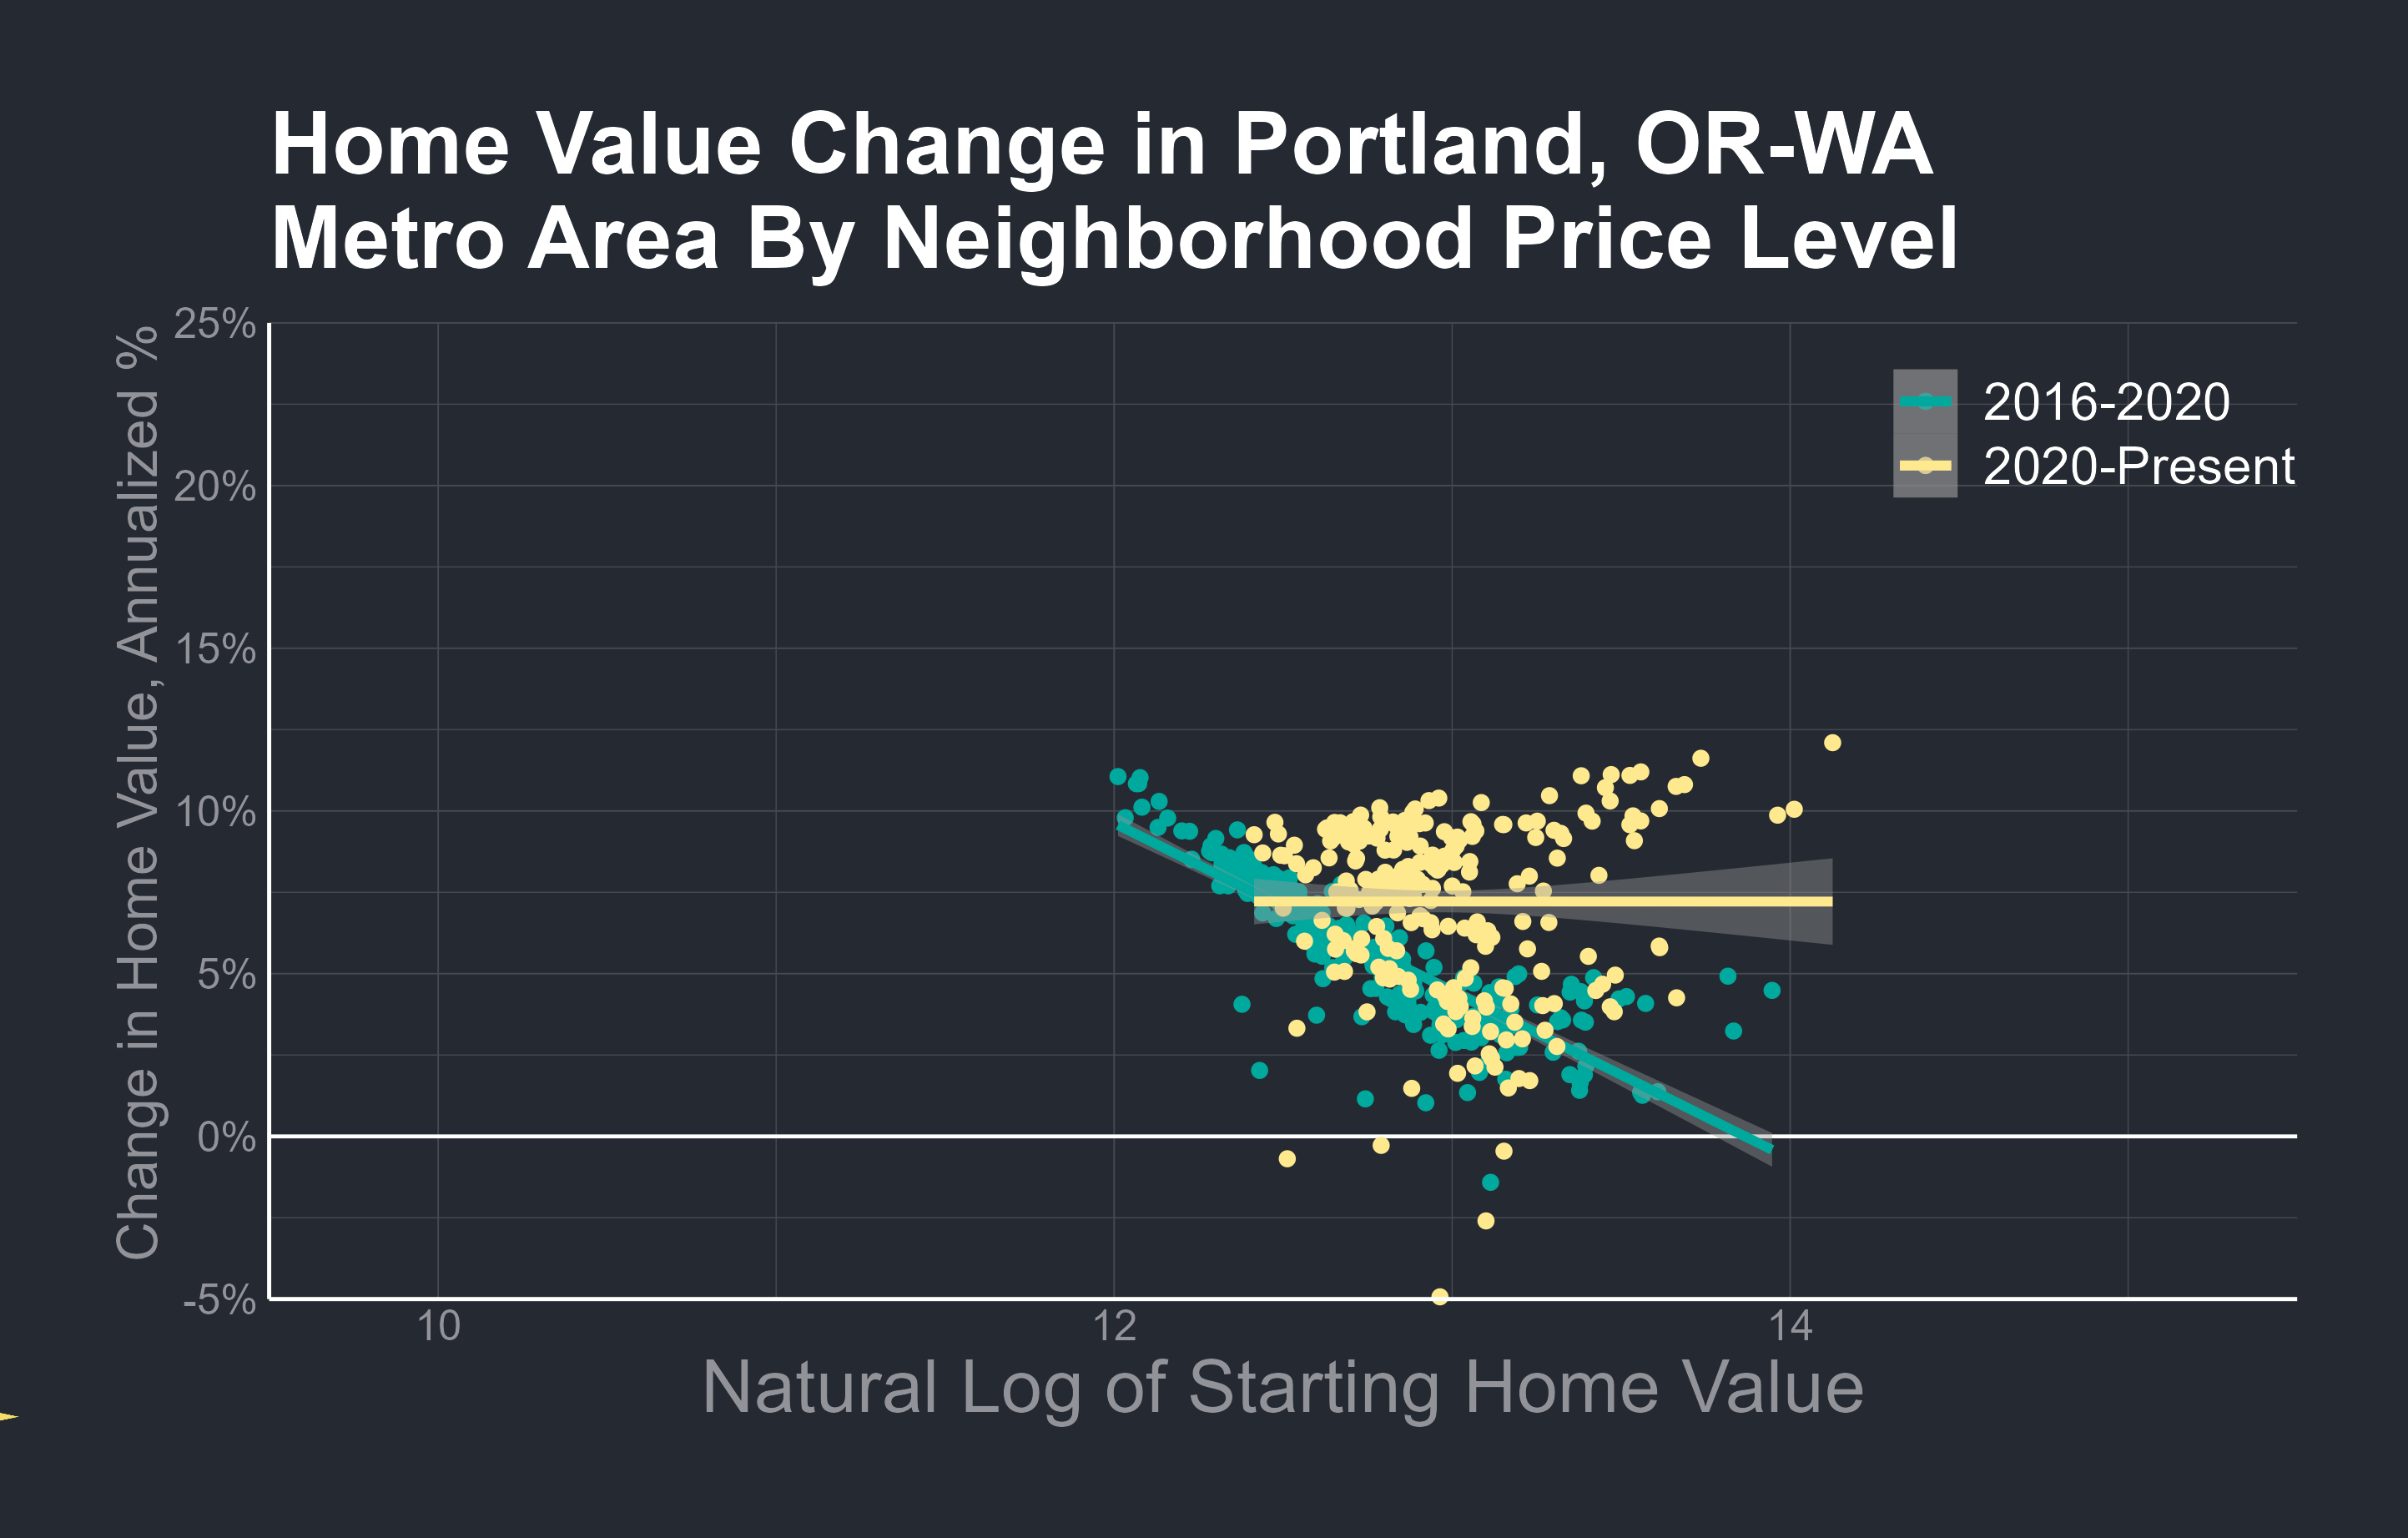 Home Value Change in Portland, OR-WA
Metro Area By Neighborhood Price Level
Change in Home Value, Annualized %
25%
20%
15%
10%
5%
0%
-5%
2016-2020
2020-Present
10
12
14
Natural Log of Starting Home Value